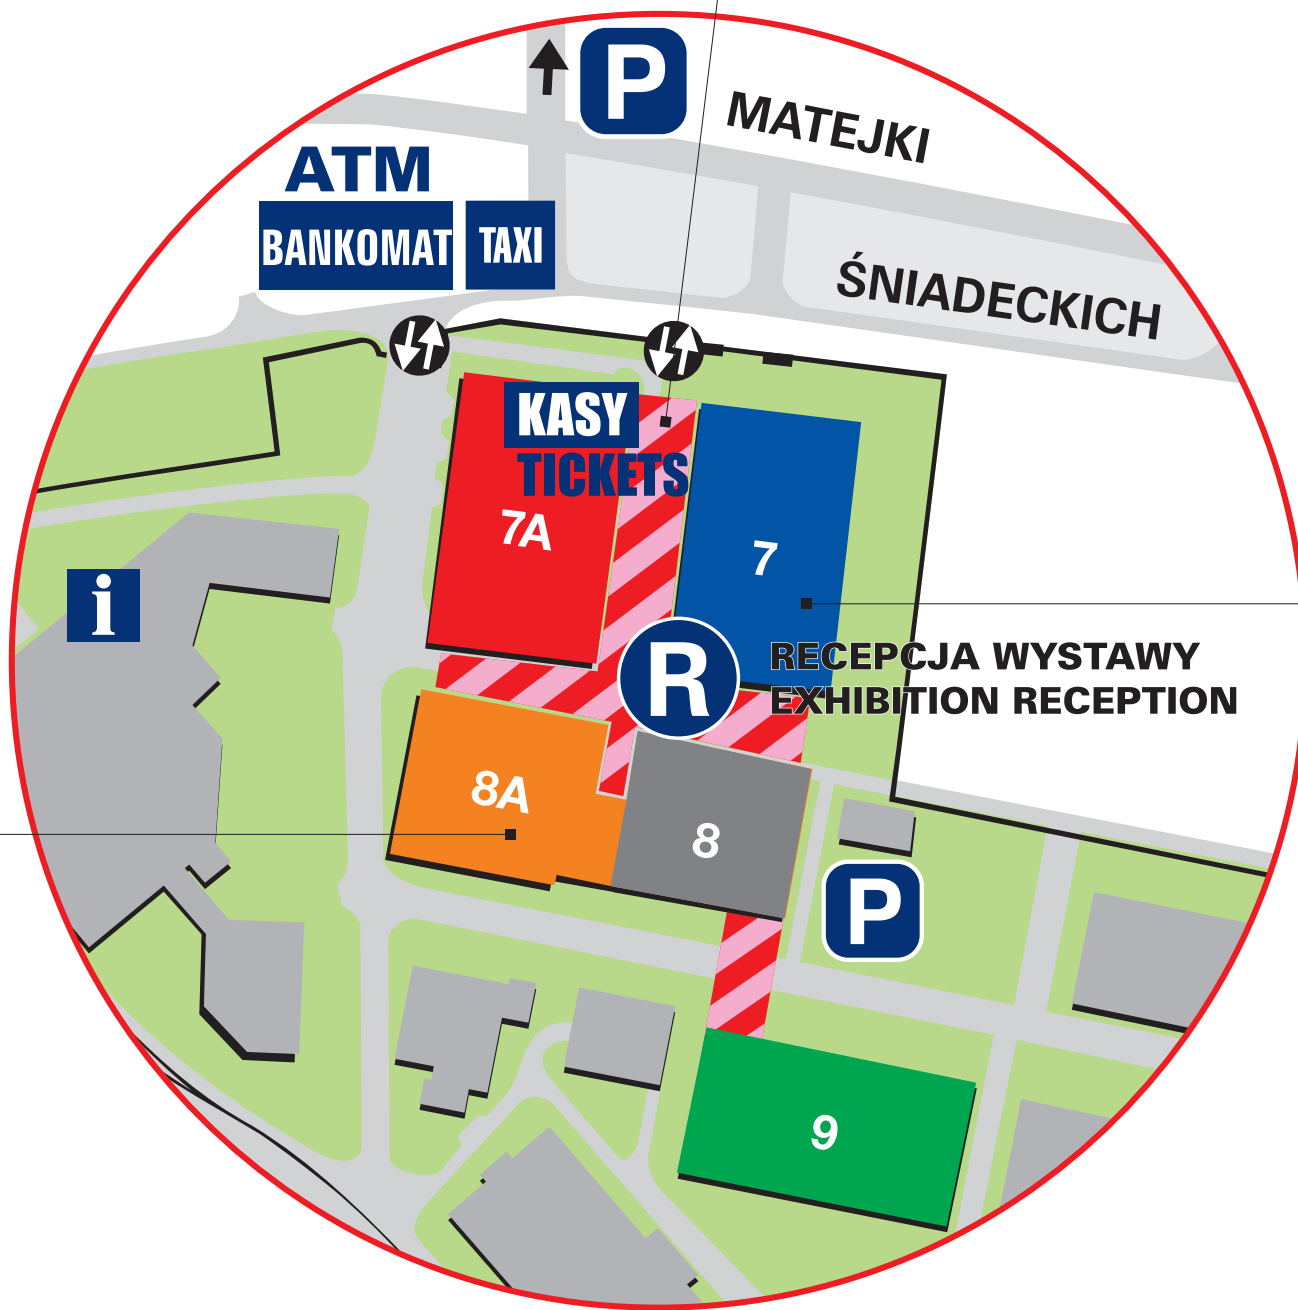 P
MATEJKI
ATM
BANKOMAT TAXI
ŚNIADECKICH
KASY
TICKETS
7A
7
i
R
RECEPCJA WYSTAWY
EXHIBITION RECEPTION
8A
8
P
9